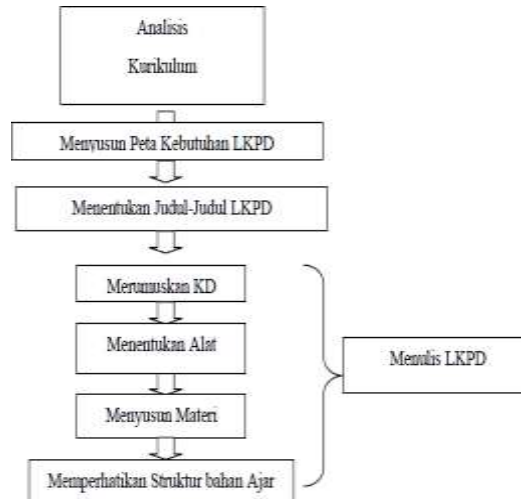 Analisis
Kurikulum
Menyusun Peta Kebutuhan LKPD
Menentukan Judul-Judul LKPD
Merumuskan KD
Menentukan Alat
Menulis LKPD
Menyusun Materi
Memperhatikan Struktur bahan Ajar